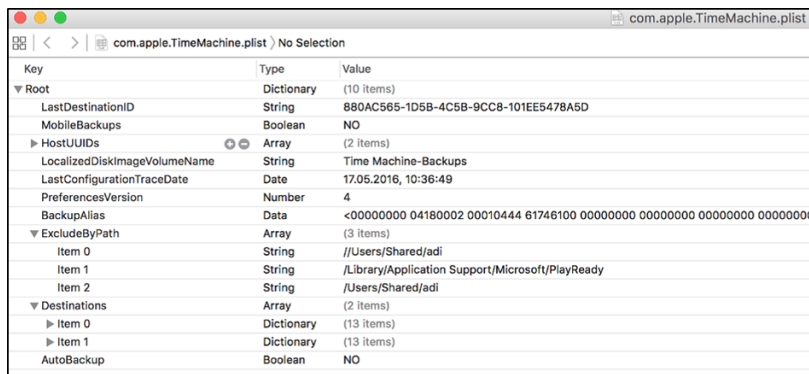 com.apple.TimeMachine.plist
com.apple.TimeMachine.plist No Selection
Key Type Value
Root Dictionary (10 items)
LastDestinationID String 880AC565-1D5B-4C5B-9CC8-101EE5478A5D
MobileBackups Boolean NO
HostUUIDs Array (2 items)
LocalizedDiskImageVolumeName String Time Machine-Backups
LastConfigurationTraceDate Date 17.05.2016, 10:36:49
PreferencesVersion Number 4
BackupAlias Data <00000000 04180002 00010444 61746100 00000000 00000000 00000000 00000000
ExcludeByPath Array (3 items)
Item 0 String //Users/Shared/adi
Item 1 String /Library/Application Support/Microsoft/PlayReady
Item 2 String /Users/Shared/adi
Destinations Array (2 items)
Item 0 Dictionary (13 items)
Item 1 Dictionary (13 items)
AutoBackup Boolean NO